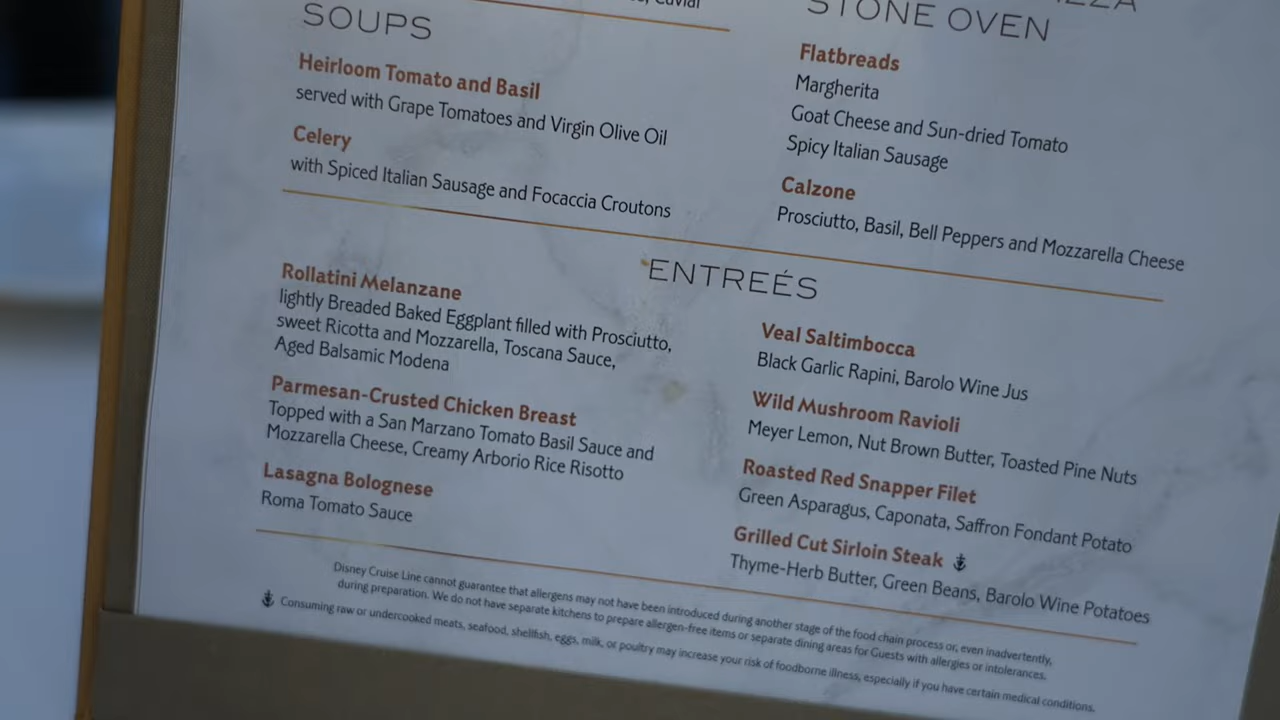 Caviar
SOUPS
Heirloom Tomato and Basil
served with Grape Tomatoes and Virgin Olive Oil
Celery
with Spiced Italian Sausage and Focaccia Croutons
STONE OVEN
Flatbreads
Margherita
Goat Cheese and Sun-dried Tomato
Spicy Italian Sausage
Calzone
Prosciutto, Basil, Bell Peppers and Mozzarella Cheese
ENTREÉS
Rollatini Melanzane
lightly Breaded Baked Eggplant filled with Prosciutto,
sweet Ricotta and Mozzarella, Toscana Sauce,
Aged Balsamic Modena
Parmesan-Crusted Chicken Breast
Topped with a San Marzano Tomato Basil Sauce and
Mozzarella Cheese, Creamy Arborio Rice Risotto
Lasagna Bolognese
Roma Tomato Sauce
Veal Saltimbocca
Black Garlic Rapini, Barolo Wine Jus
Wild Mushroom Ravioli
Meyer Lemon, Nut Brown Butter, Toasted Pine Nuts
Roasted Red Snapper Filet
Green Asparagus, Caponata, Saffron Fondant Potato
Grilled Cut Sirloin Steak
Thyme-Herb Butter, Green Beans, Barolo Wine Potatoes
Disney Cruise Line cannot guarantee that allergens may not have been introduced during another stage of the food chain process or, even inadvertently,
during preparation. We do not have separate kitchens to prepare allergen-free items or separate dining areas for Guests with allergies or intolerances.
Consuming raw or undercooked meats, seafood, shellfish, eggs, milk, or poultry may increase your risk of foodborne illness, especially if you have certain medical conditions.